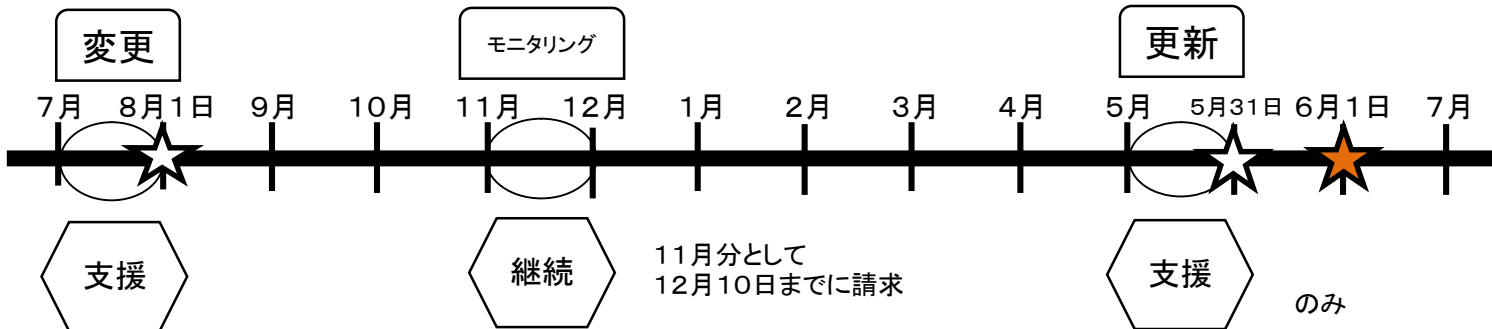 変更
モニタリング
更新
7月
8月1日
9月
10月
11月
12月
1月
2月
3月
4月
5月
5月31日
6月1日
7月
支援
継続
11月分として
12月10日までに請求
支援
のみ